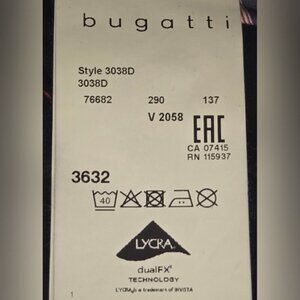 bugatti
Style 3038D
3038D
76682 290 137
V 2058
EAC
CA 07415
RN 115937
3632
40
LYCRA
dualFX®
TECHNOLOGY
LYCRA® is a trademark of INVISTA
1